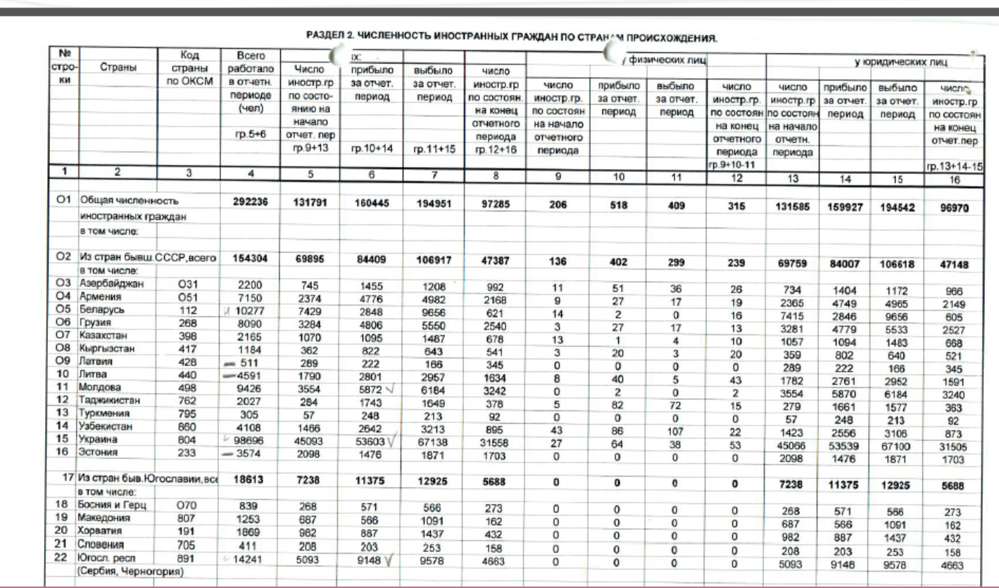 РАЗДЕЛ 2. ЧИСЛЕННОСТЬ ИНОСТРАННЫХ ГРАЖДАН ПО СТРАНАМ ПРОИСХОЖДЕНИЯ.
№ Код Всего их: у физических лиц у юридических лиц
стро- Страны страны работало Число прибыло выбыло число
ки по ОКСМ в отчетн. иностр.гр за отчет. за отчет. иностр.гр число прибыло выбыло число число прибыло выбыло число
периоде по состо- период период по состоян. иностр.гр. за отчет. за отчет. иностр.гр. иностр.гр за отчет. за отчет. иностр.гр
(чел) янию на на конец по состоян период период по состоян по состоян период период по состоян
начало отчетного на начало на конец на начало на конец
гр.5+6 отчет. пер периода отчетного отчетного отчетн. отчет.пер
гр.9+13 гр.10+14 гр.11+15 гр.12+16 периода периода периода
гр.9+10-11 гр.13+14-15
1 2 3 4 5 6 7 8 9 10 11 12 13 14 15 16
О1 Общая численность 292236 131791 160445 194951 97285 206 518 409 315 131585 159927 194542 96970
иностранных граждан
в том числе:
О2 Из стран бывш.СССР,всего 154304 69895 84409 106917 47387 136 402 299 239 69759 84007 106618 47148
в том числе:
О3 Азербайджан О31 2200 745 1455 1208 992 11 51 36 26 734 1404 1172 966
О4 Армения О51 7150 2374 4776 4982 2168 9 27 17 19 2365 4749 4965 2149
О5 Беларусь 112 10277 7429 2848 9656 621 14 2 0 16 7415 2846 9656 605
О6 Грузия 268 8090 3284 4806 5550 2540 3 27 17 13 3281 4779 5533 2527
О7 Казахстан 398 2165 1070 1095 1487 678 13 1 4 10 1057 1094 1483 668
О8 Кыргызстан 417 1184 362 822 643 541 3 20 3 20 359 802 640 521
О9 Латвия 428 511 289 222 166 345 0 0 0 0 289 222 166 345
10 Литва 440 4591 1790 2801 2957 1634 8 40 5 43 1782 2761 2952 1591
11 Молдова 498 9426 3554 5872 6184 3242 0 2 0 2 3554 5870 6184 3240
12 Таджикистан 762 2027 284 1743 1649 378 5 82 72 15 279 1661 1577 363
13 Туркмения 795 305 57 248 213 92 0 0 0 0 57 248 213 92
14 Узбекистан 860 4108 1466 2642 3213 895 43 86 107 22 1423 2556 3106 873
15 Украина 804 98696 45093 53603 67138 31558 27 64 38 53 45066 53539 67100 31505
16 Эстония 233 3574 2098 1476 1871 1703 0 0 0 0 2098 1476 1871 1703
17 Из стран быв.Югославии,все 18613 7238 11375 12925 5688 0 0 0 0 7238 11375 12925 5688
в том числе:
18 Босния и Герц О70 839 268 571 566 273 0 0 0 0 268 571 566 273
19 Македония 807 1253 687 566 1091 162 0 0 0 0 687 566 1091 162
20 Хорватия 191 1869 982 887 1437 432 0 0 0 0 982 887 1437 432
21 Словения 705 411 208 203 253 158 0 0 0 0 208 203 253 158
22 Югосл. респ 891 14241 5093 9148 9578 4663 0 0 0 0 5093 9148 9578 4663
(Сербия, Черногория)